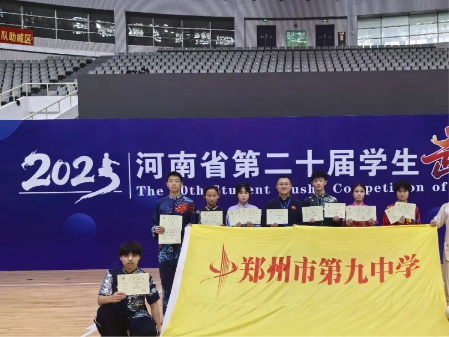 队助威区
2025 河南省第二十届学生武
The 20th Student Wushu Competition of
郑州市第九中学